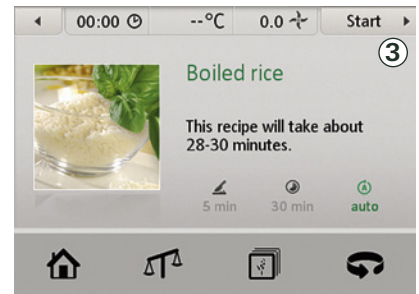 00:00 --°C 0.0 Start
3
Boiled rice
This recipe will take about
28-30 minutes.
5 min 30 min auto